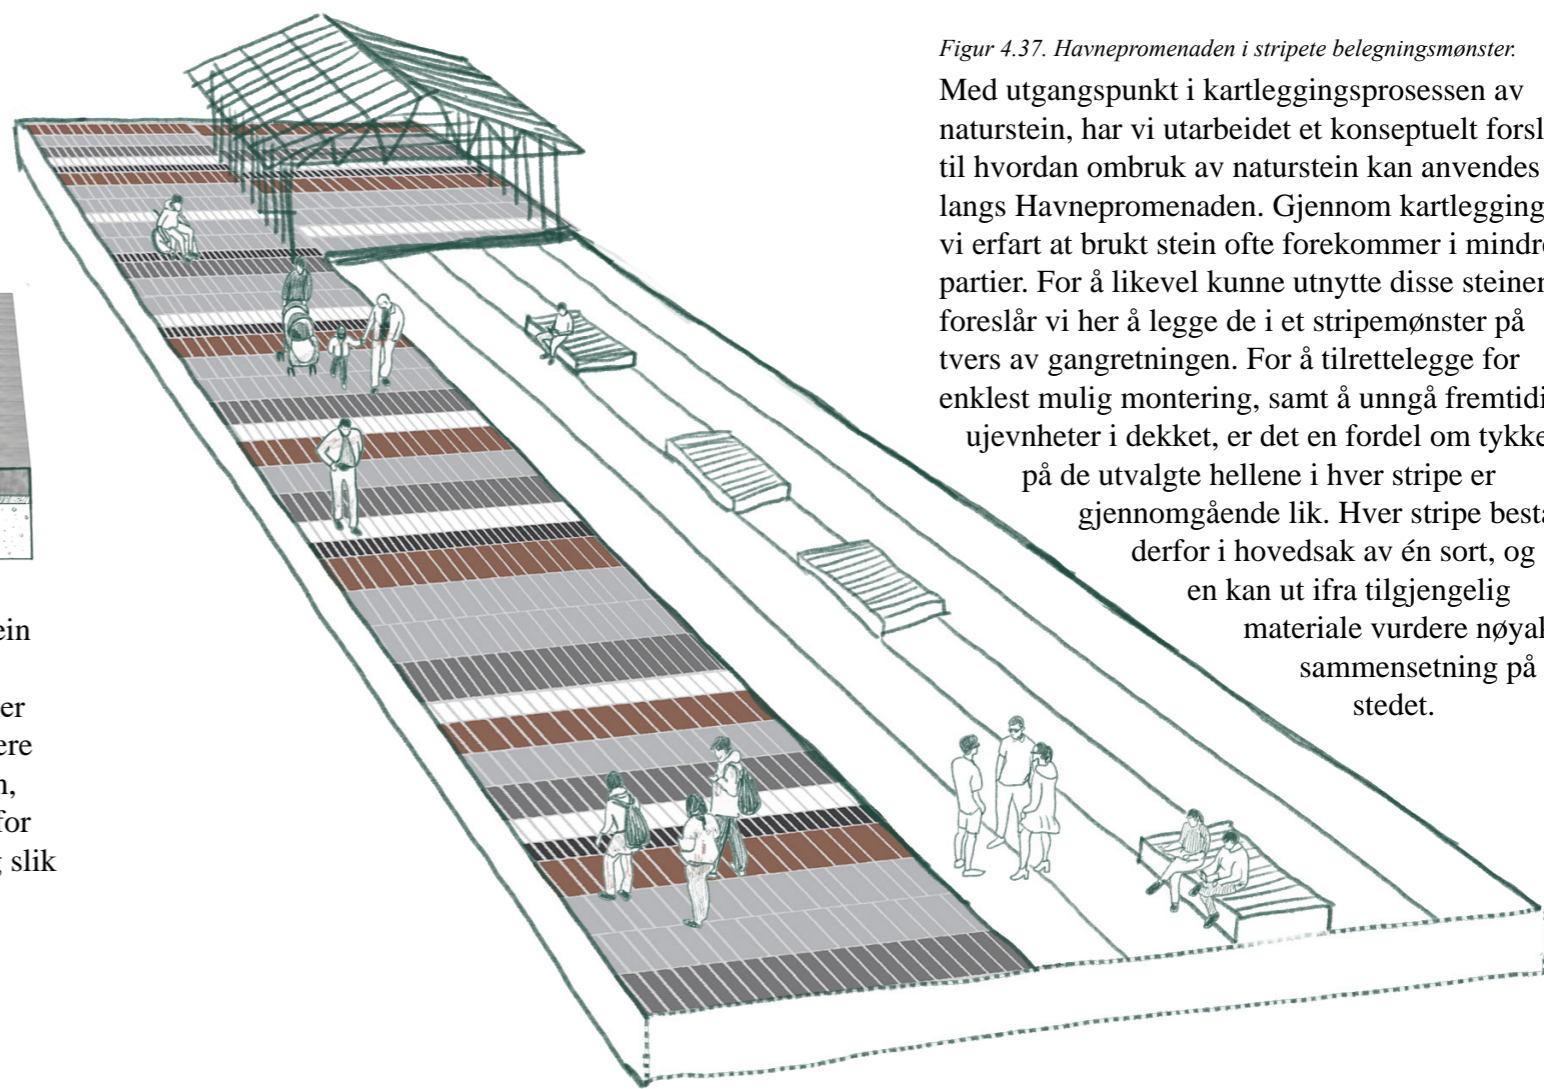 Figur 4.37. Havnepromenaden i stripete belegningsmønster.
Med utgangspunkt i kartleggingsprosessen av
naturstein, har vi utarbeidet et konseptuelt forsl
til hvordan ombruk av naturstein kan anvendes
langs Havnepromenaden. Gjennom kartlegging
vi erfart at brukt stein ofte forekommer i mindre
partier. For å likevel kunne utnytte disse steiner
foreslår vi her å legge de i et stripemønster på
tvers av gangretningen. For å tilrettelegge for
enklest mulig montering, samt å unngå fremtidi
ujevnheter i dekket, er det en fordel om tykke
på de utvalgte hellene i hver stripe er
gjennomgående lik. Hver stripe bestå
derfor i hovedsak av én sort, og
en kan ut ifra tilgjengelig
materiale vurdere nøyak
sammensetning på
stedet.
ein
er
ere
n,
for
g slik